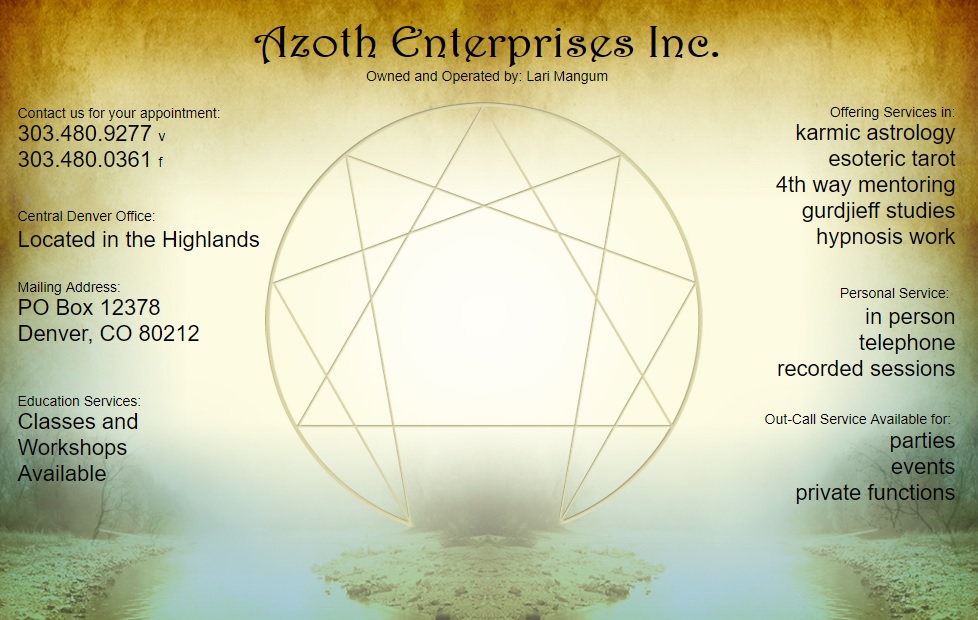 Azoth Enterprises Inc.
Owned and Operated by: Lari Mangum
Contact us for your appointment:
303.480.9277 v
303.480.0361 f
Central Denver Office:
Located in the Highlands
Mailing Address:
PO Box 12378
Denver, CO 80212
Education Services:
Classes and
Workshops
Available
Offering Services in:
karmic astrology
esoteric tarot
4th way mentoring
gurdjieff studies
hypnosis work
Personal Service:
in person
telephone
recorded sessions
Out-Call Service Available for:
parties
events
private functions